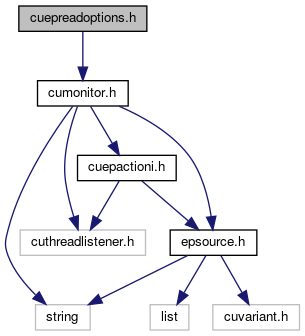 cuepreadoptions.h
cumonitor.h
cuepactioni.h
cuthreadlistener.h
epsource.h
string
list
cuvariant.h